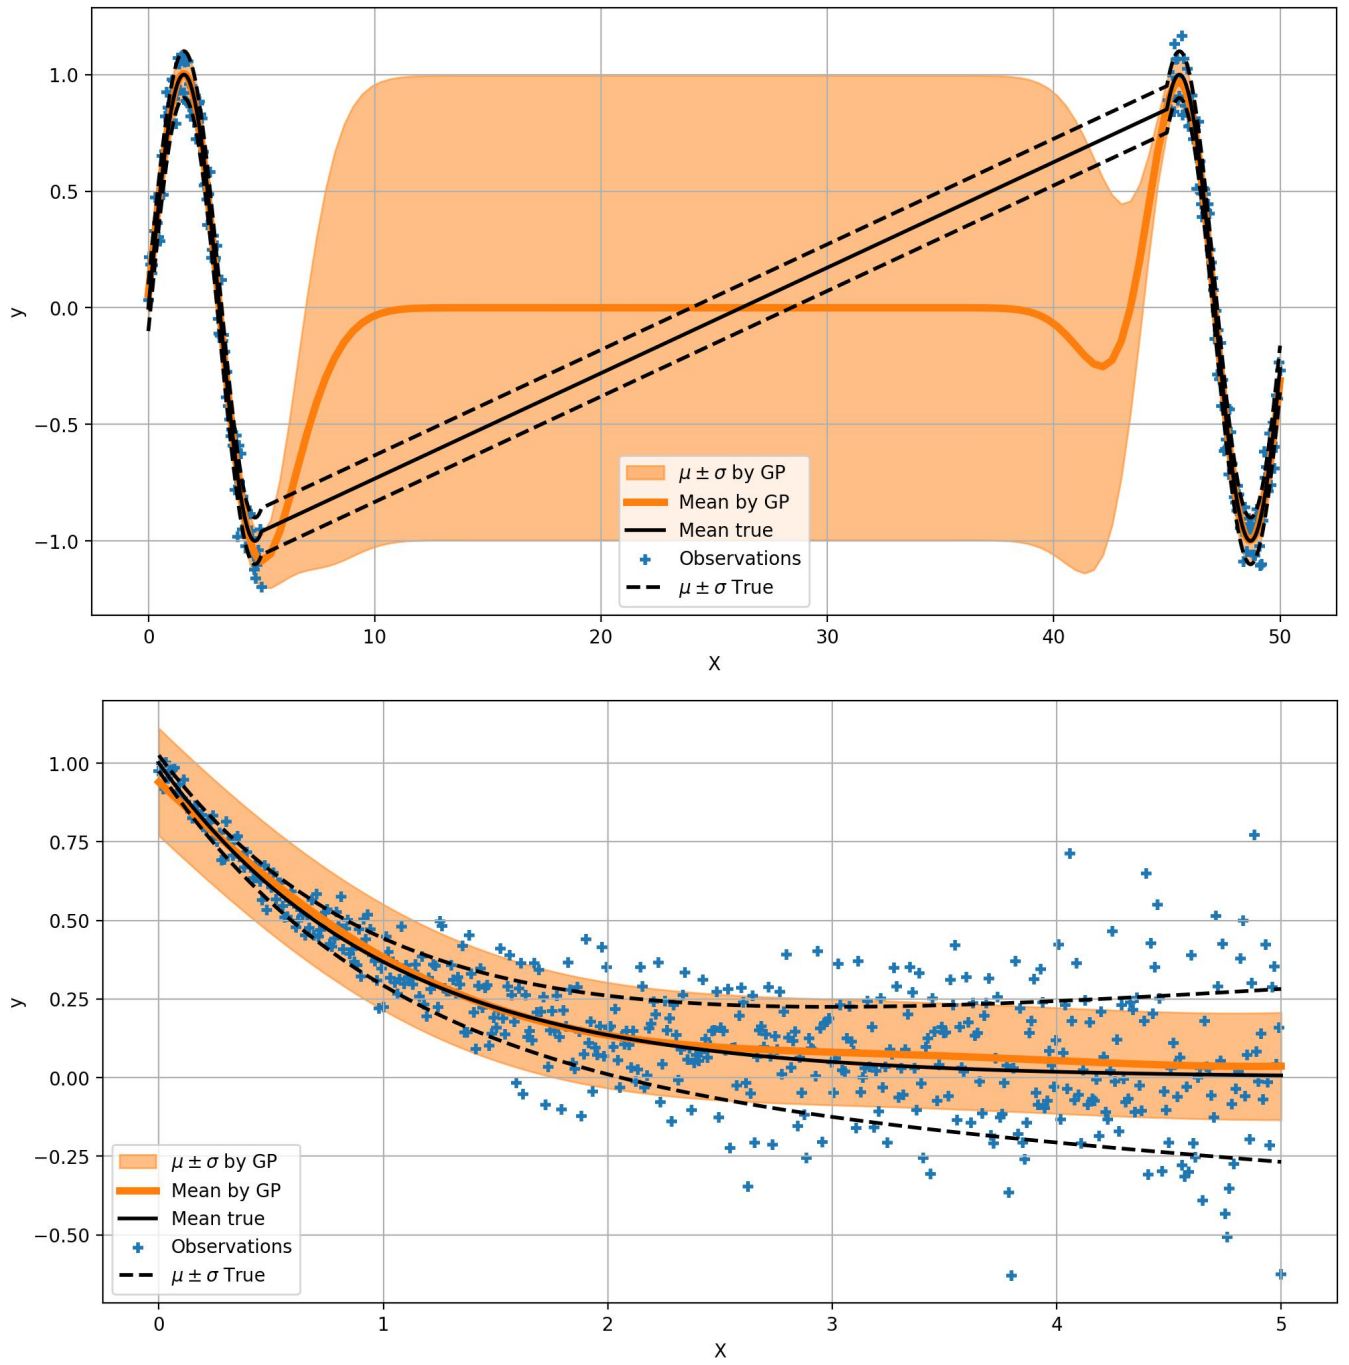 1.0
0.5
0.0
−0.5
−1.0
y
μ ± σ by GP
Mean by GP
Mean true
Observations
μ ± σ True
0 10 20 30 40 50
X
1.00
0.75
0.50
0.25
0.00
−0.25
−0.50
y
μ ± σ by GP
Mean by GP
Mean true
Observations
μ ± σ True
0 1 2 3 4 5
X